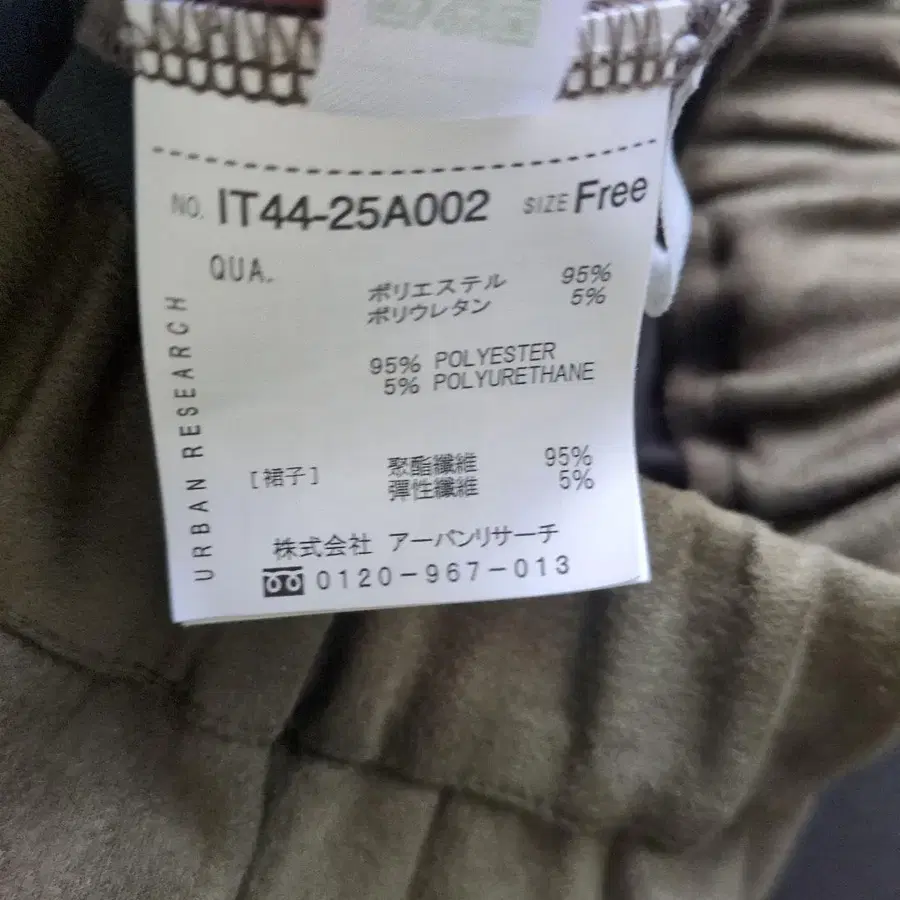 NO. IT44-25A002 SIZE Free
QUA.
ポリエステル 95%
ポリウレタン 5%
95% POLYESTER
5% POLYURETHANE
[裙子] 聚酯纖維 95%
彈性纖維 5%
株式会社 アーバンリサーチ
0120-967-013
URBAN RESEARCH